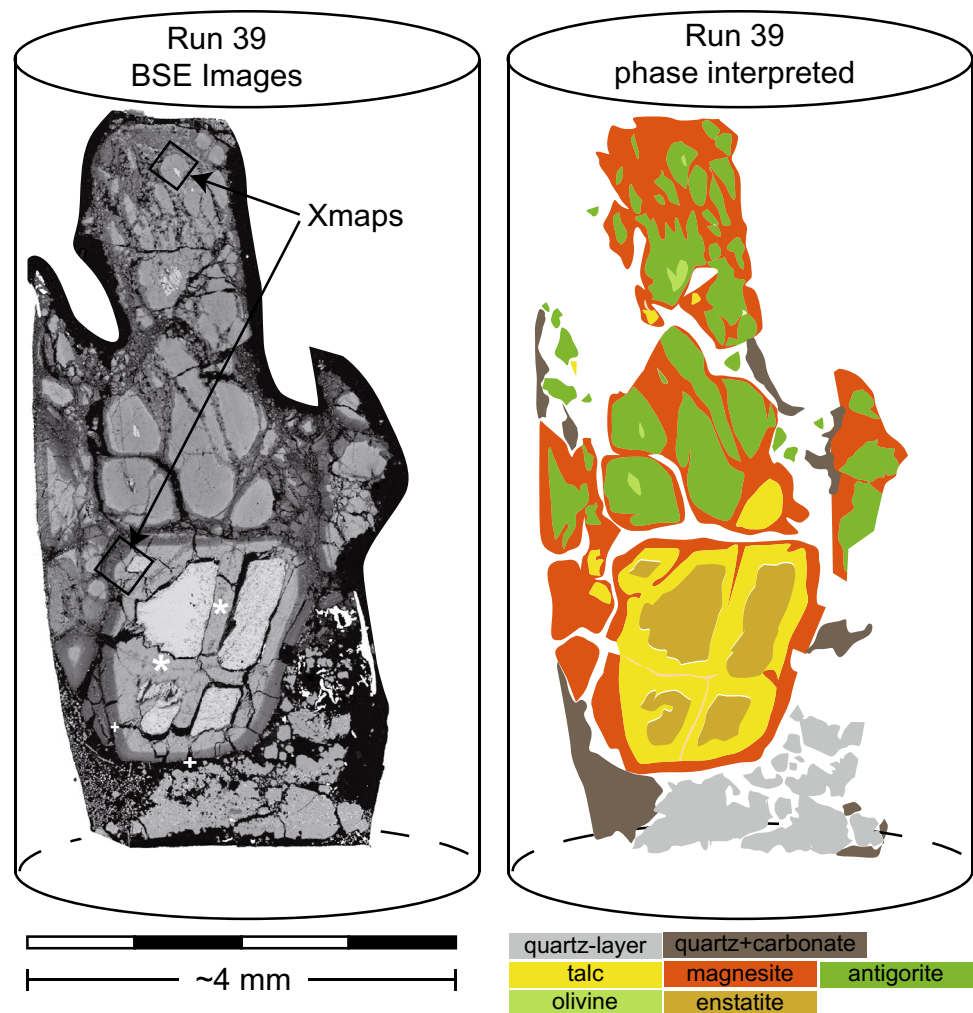 Run 39
BSE Images
Run 39
phase interpreted
Xmaps
*
*
+
+
~4 mm
quartz-layer
quartz+carbonate
talc
magnesite
antigorite
olivine
enstatite